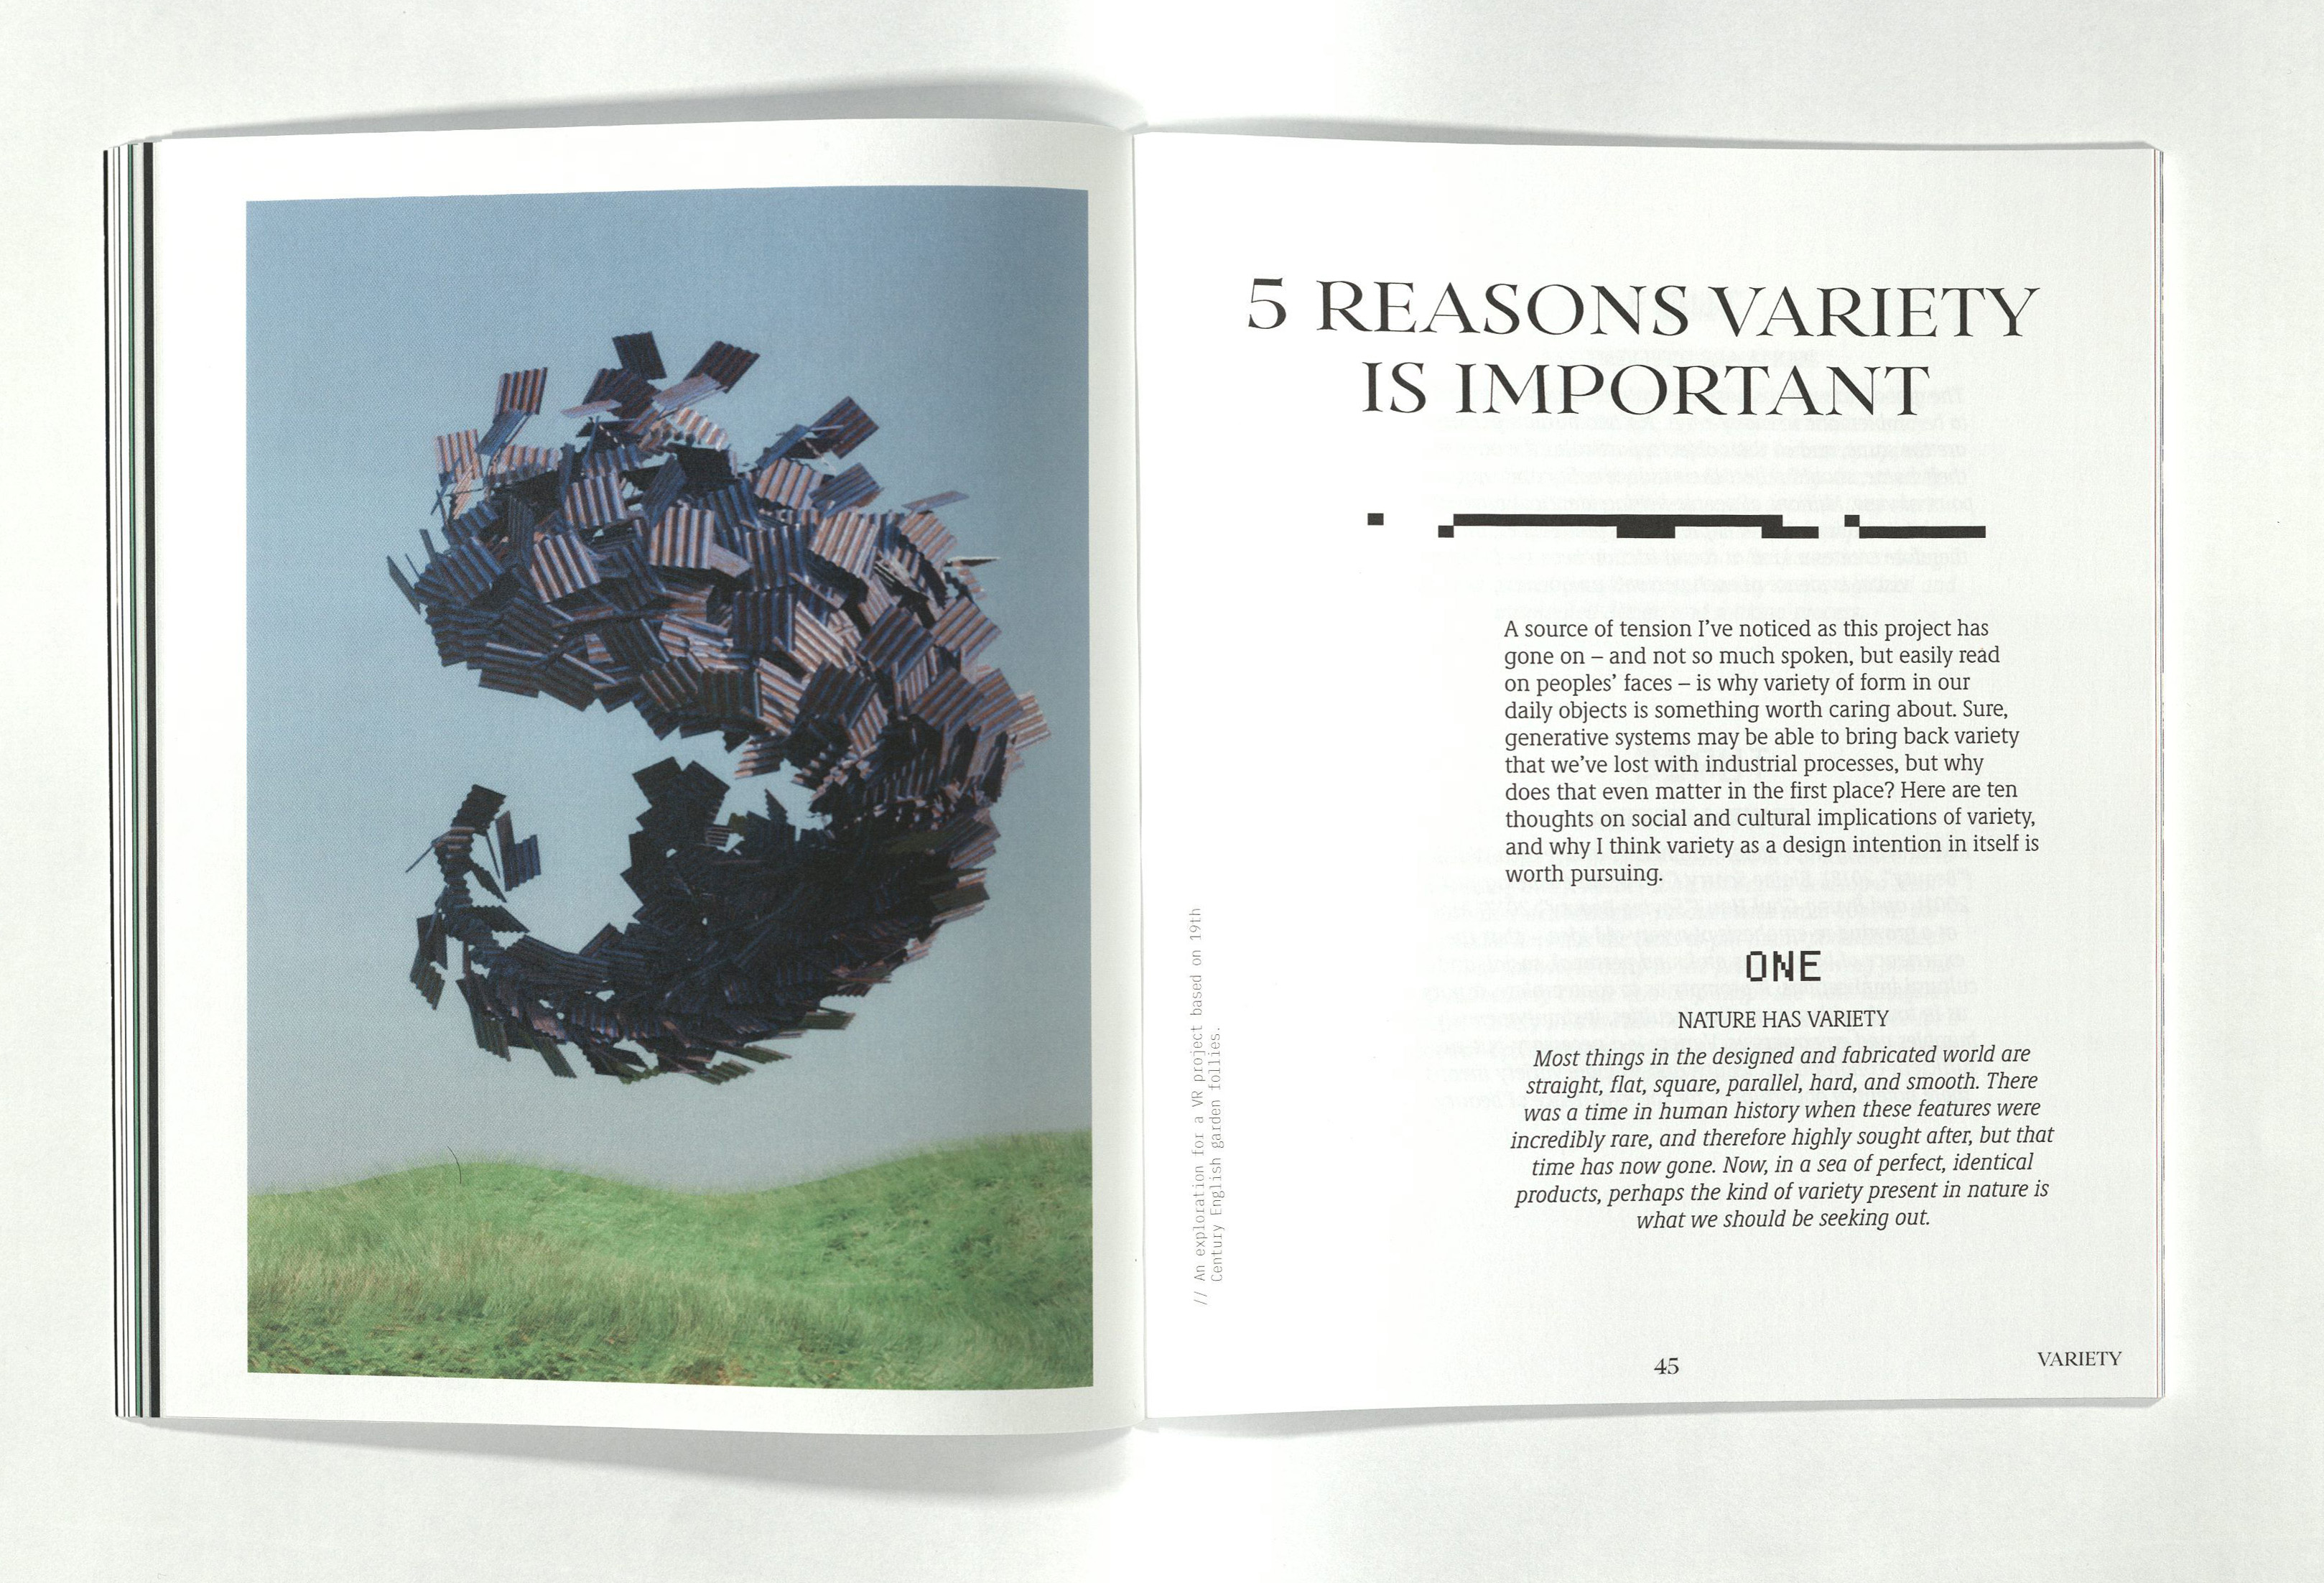 5 REASONS VARIETY
IS IMPORTANT
A source of tension I've noticed as this project has
gone on – and not so much spoken, but easily read
on peoples' faces – is why variety of form in our
daily objects is something worth caring about. Sure,
generative systems may be able to bring back variety
that we've lost with industrial processes, but why
does that even matter in the first place? Here are ten
thoughts on social and cultural implications of variety,
and why I think variety as a design intention in itself is
worth pursuing.
ONE
NATURE HAS VARIETY
Most things in the designed and fabricated world are
straight, flat, square, parallel, hard, and smooth. There
was a time in human history when these features were
incredibly rare, and therefore highly sought after, but that
time has now gone. Now, in a sea of perfect, identical
products, perhaps the kind of variety present in nature is
what we should be seeking out.
// An exploration for a VR project based on 19th
Century English garden follies.
45
VARIETY